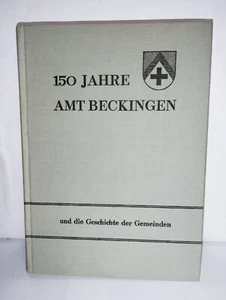 150 JAHRE
AMT BECKINGEN
und die Geschichte der Gemeinden